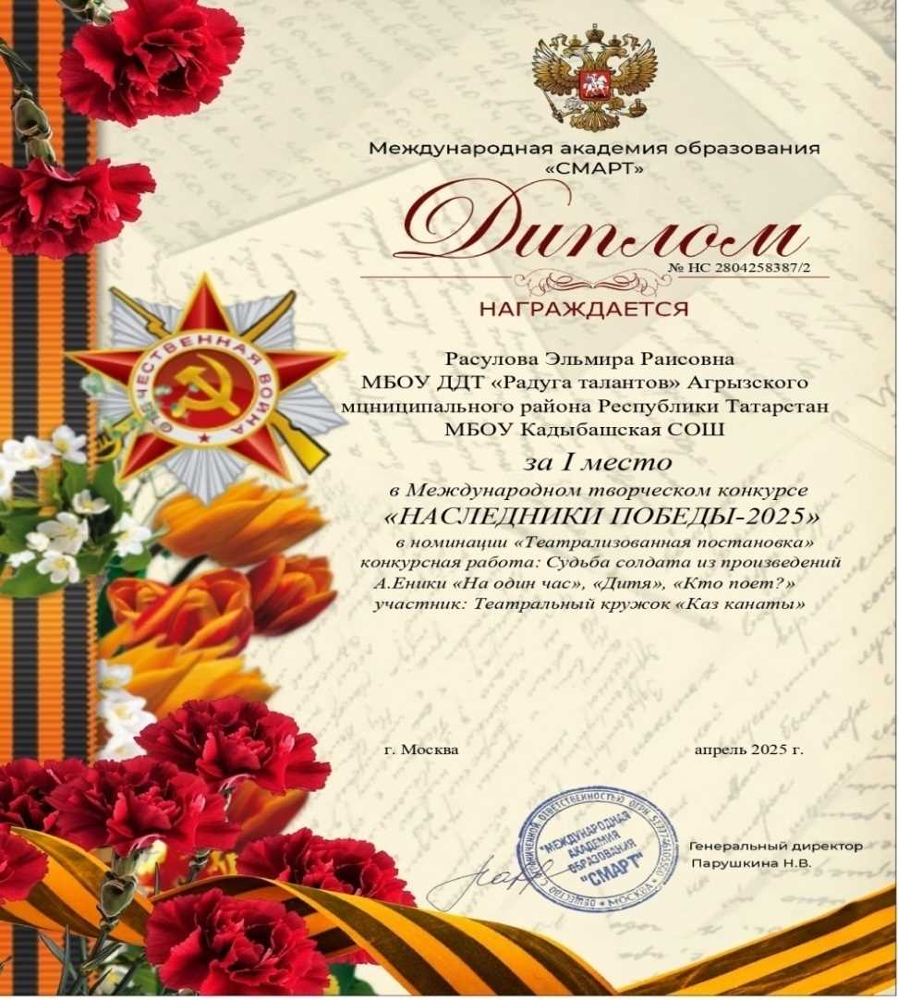 Международная академия образования
«СМАРТ»
Диплом
№ НС 2804258387/2
НАГРАЖДАЕТСЯ
ОТЕЧЕСТВЕННАЯ ВОЙНА
Расулова Эльмира Раисовна
МБОУ ДДТ «Радуга талантов» Агрызского
мцниципального района Республики Татарстан
МБОУ Кадыбашская СОШ
за I место
в Международном творческом конкурсе
«НАСЛЕДНИКИ ПОБЕДЫ-2025»
в номинации «Театрализованная постановка»
конкурсная работа: Судьба солдата из произведений
А.Еники «На один час», «Дитя», «Кто поет?»
участник: Театральный кружок «Каз канаты»
г. Москва
апрель 2025 г.
"МЕЖДУНАРОДНАЯ
АКАДЕМИЯ
ОБРАЗОВАНИЯ
"СМАРТ"
МОСКВА
Генеральный директор
Парушкина Н.В.